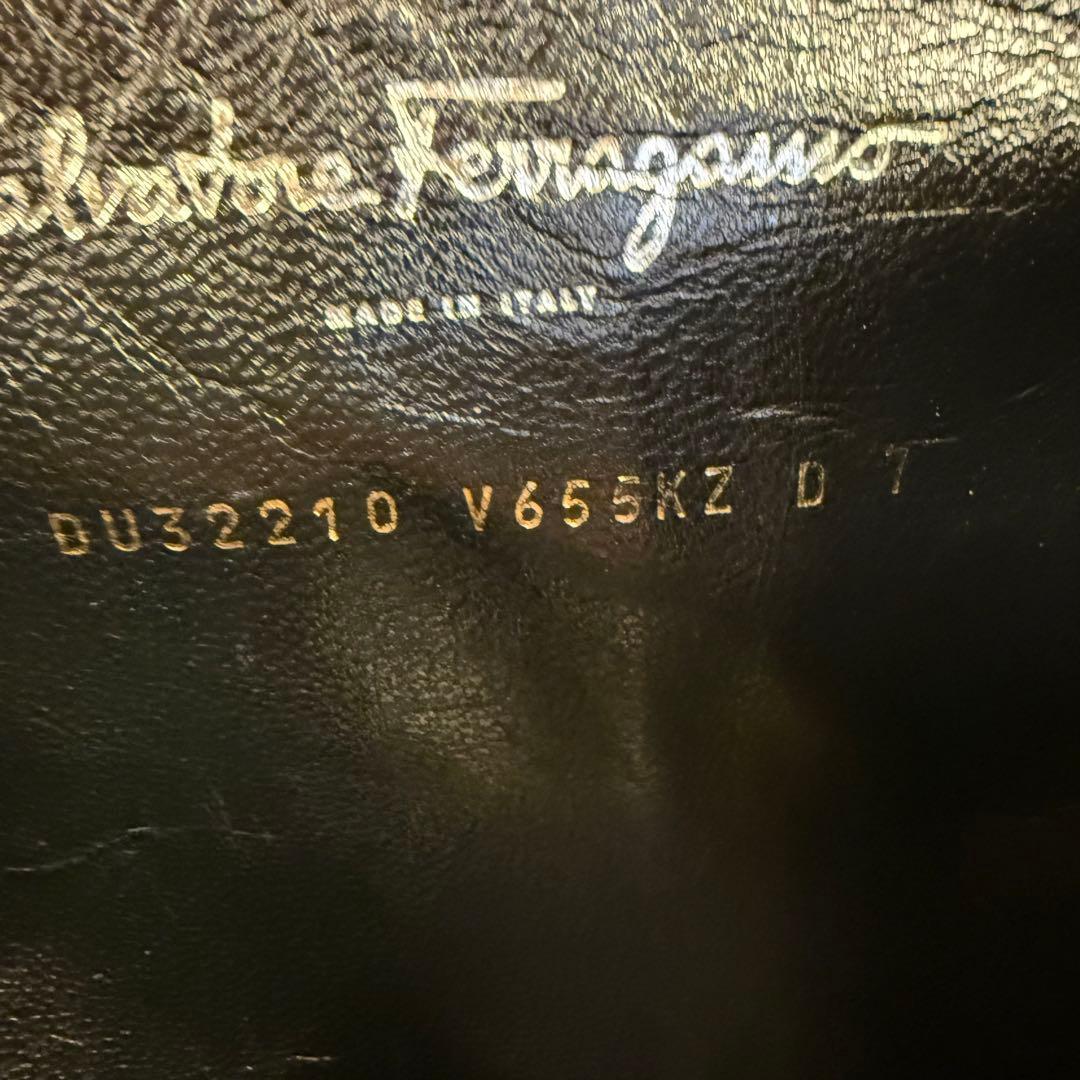 Salvatore Ferragamo
MADE IN ITALY
DU32210 V655KZ D 7